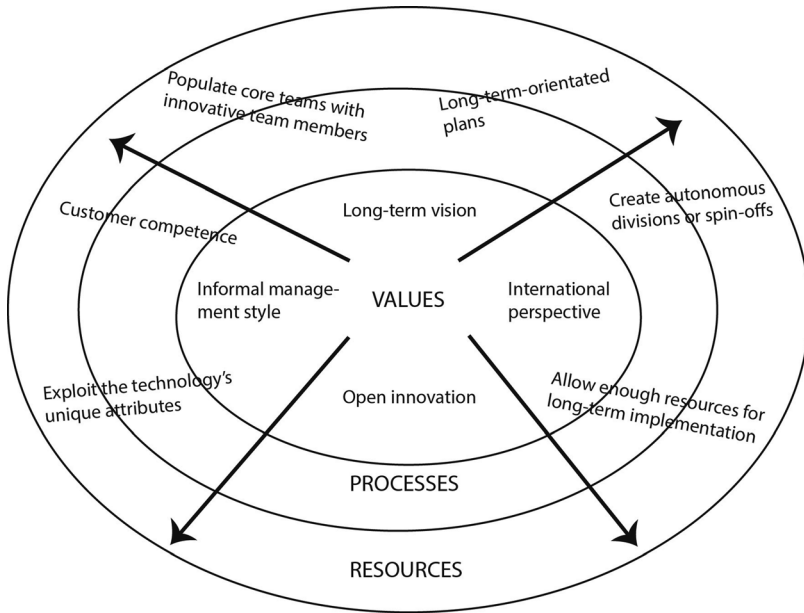 Populate core teams with
innovative team members
Long-term-orientated
plans
Customer competence
Long-term vision
Create autonomous
divisions or spin-offs
Informal manage-
ment style
VALUES
International
perspective
Exploit the technology's
unique attributes
Open innovation
Allow enough resources for
long-term implementation
PROCESSES
RESOURCES